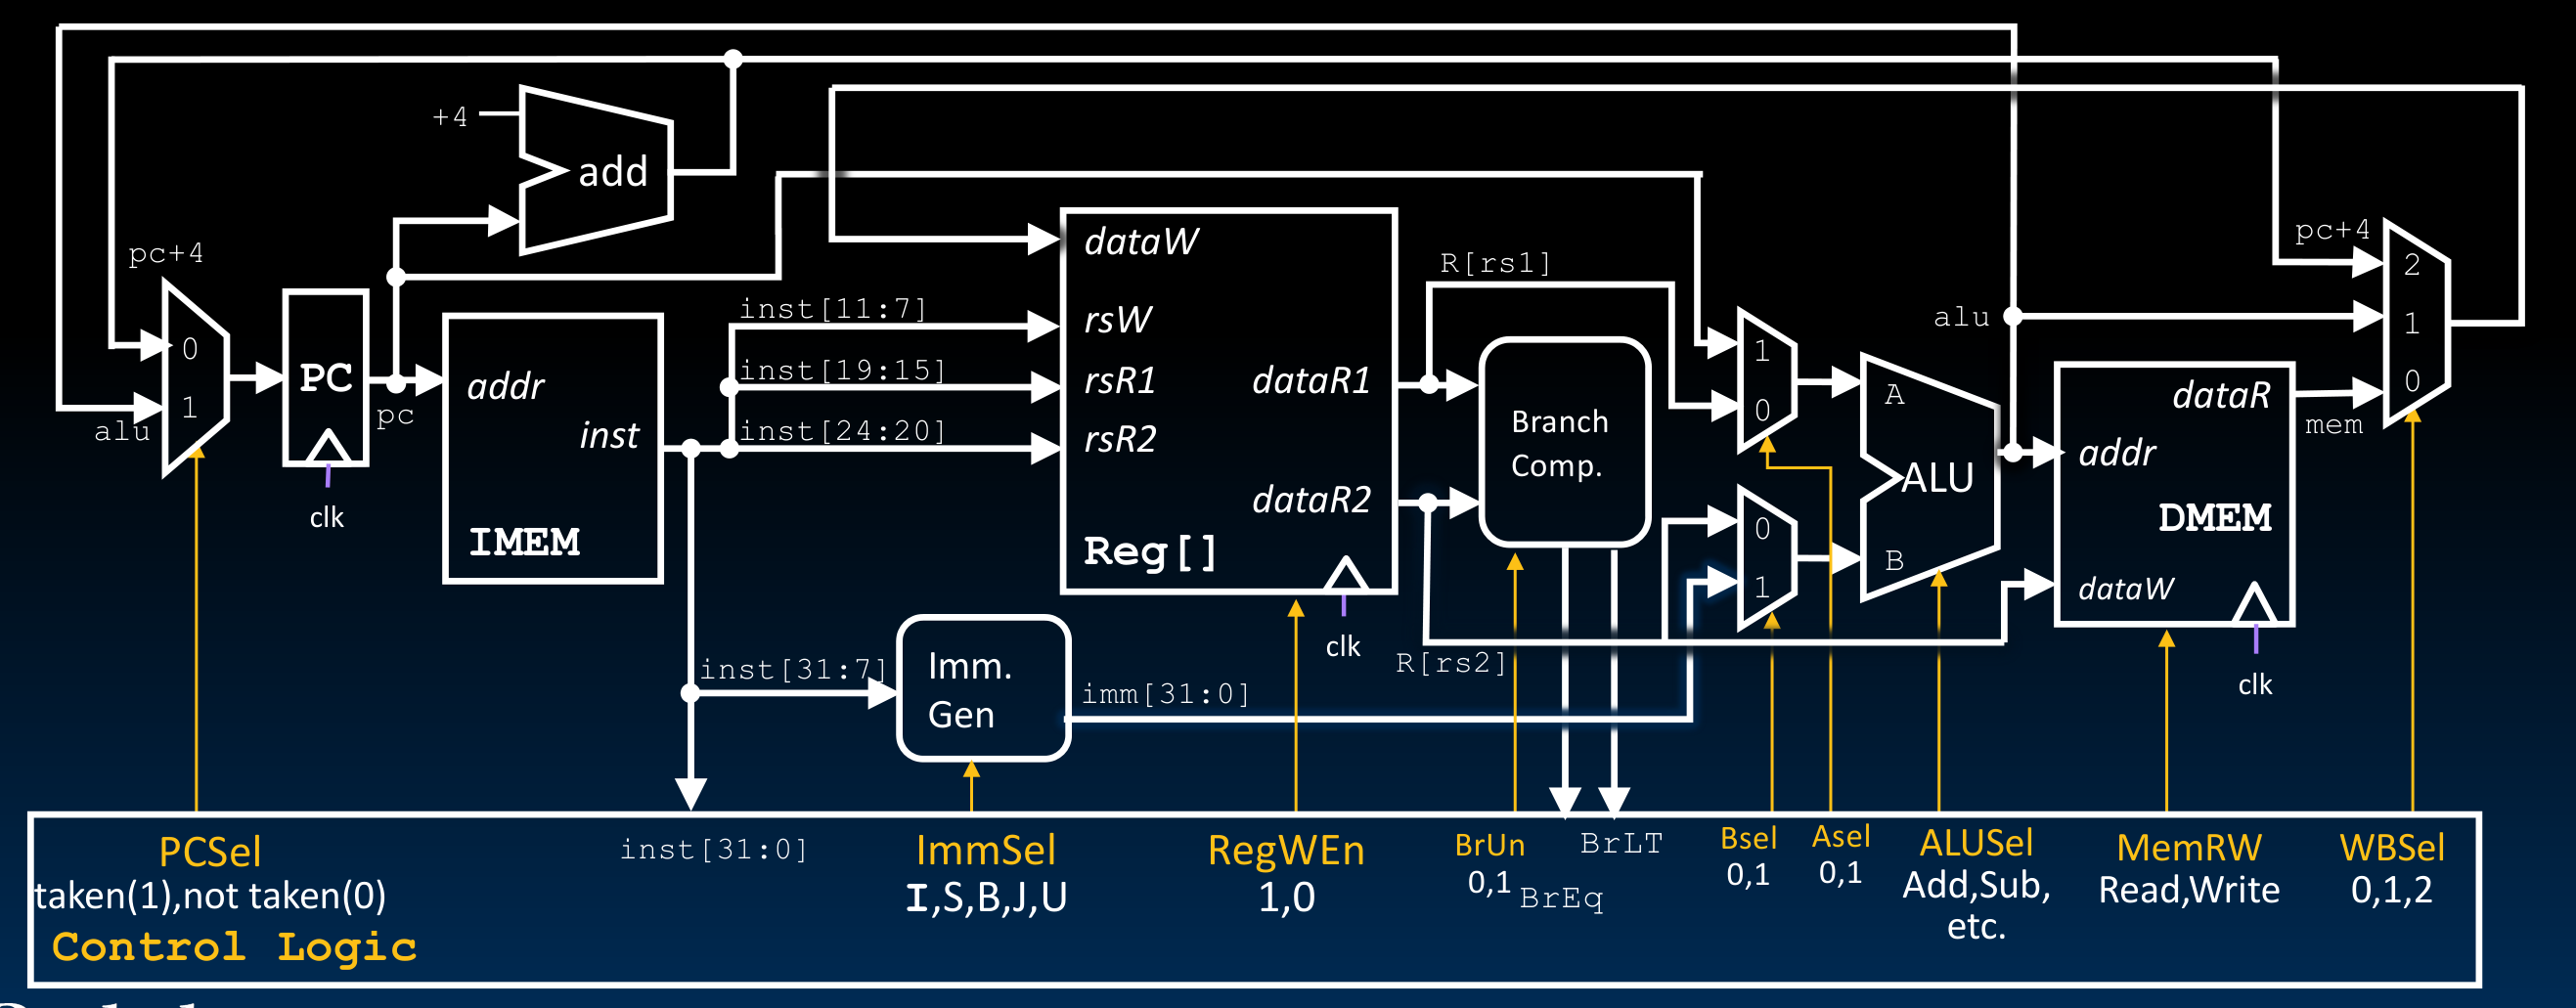 +4
add
pc+4
0
1
alu
PC
clk
pc
addr
inst
IMEM
inst[11:7]
inst[19:15]
inst[24:20]
inst[31:7]
dataW
rsW
rsR1
rsR2
dataR1
dataR2
Reg[]
clk
Imm.
Gen
imm[31:0]
R[rs1]
R[rs2]
Branch
Comp.
1
0
0
1
A
B
ALU
alu
addr
dataR
DMEM
dataW
clk
mem
pc+4
2
1
0
PCSel
taken(1),not taken(0)
Control Logic
inst[31:0]
ImmSel
I,S,B,J,U
RegWEn
1,0
BrUn
0,1
BrEq
BrLT
Bsel
0,1
Asel
0,1
ALUSel
Add,Sub,
etc.
MemRW
Read,Write
WBSel
0,1,2